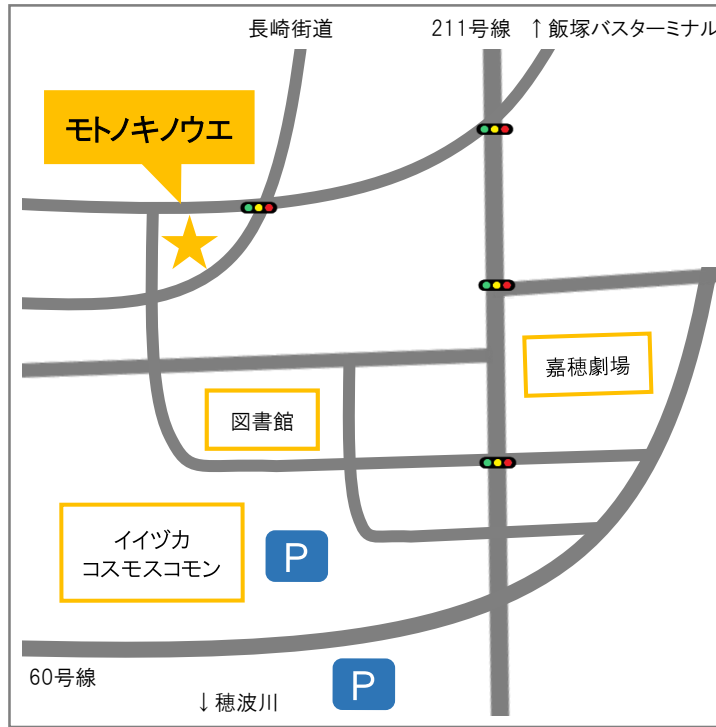 長崎街道
211号線
↑飯塚バスターミナル
モトノキノウエ
嘉穂劇場
図書館
イイヅカ
コスモスコモン
P
60号線
↓穂波川
P